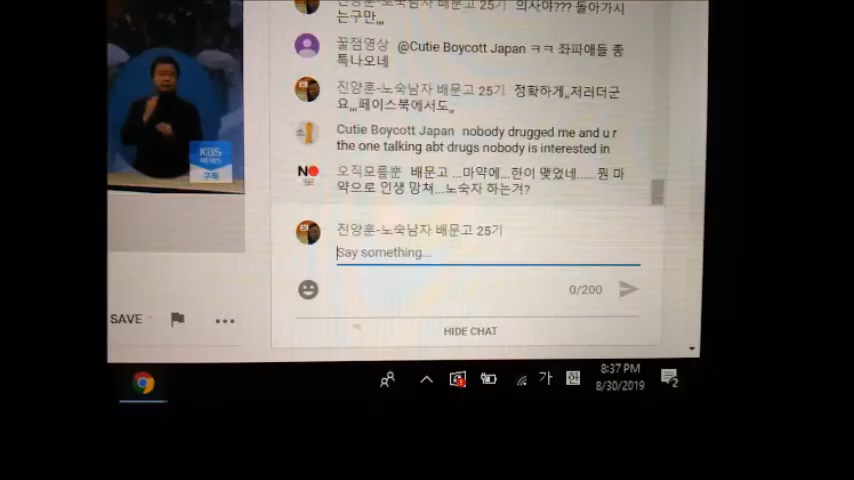 진양훈-노숙남자 배문고 25기 의사야??? 돌아가시
는구만,,,
꿀잼영상 @Cutie Boycott Japan ㅋㅋ 좌파애들 종
특나오네
진양훈-노숙남자 배문고 25기 정확하게,,저러더군
요,,,페이스북에서도,,
Cutie Boycott Japan nobody drugged me and u r
the one talking abt drugs nobody is interested in
NO
오직모를뿐 배문고 ...마약에...한이 맺었네......뭔 마
약으로 인생 망쳐...노숙자 하는겨?
KBS
NEWS
구독
진양훈-노숙남자 배문고 25기
Say something...
0/200
SAVE
HIDE CHAT
가 한
8:37 PM
8/30/2019
2